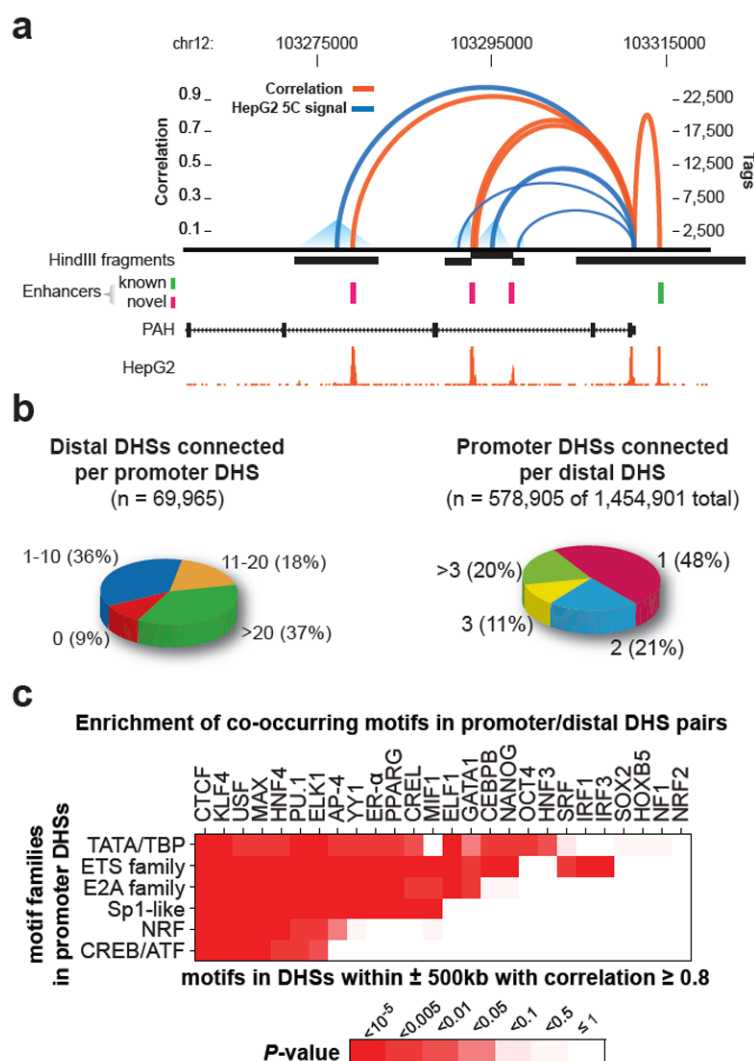 a
chr12: 103275000 103295000 103315000
Correlation
HepG2 5C signal
Correlation
0.9
0.7
0.5
0.3
0.1
22,500
17,500
12,500
7,500
2,500
Tags
HindIII fragments
Enhancers
known
novel
PAH
HepG2
b
Distal DHSs connected
per promoter DHS
(n = 69,965)
1-10 (36%)
11-20 (18%)
0 (9%)
>20 (37%)
Promoter DHSs connected
per distal DHS
(n = 578,905 of 1,454,901 total)
>3 (20%)
1 (48%)
3 (11%)
2 (21%)
c
Enrichment of co-occurring motifs in promoter/distal DHS pairs
CTCF
KLF4
USF
MAX
HNF4
PU.1
ELK1
AP-4
YY1
ER-α
PPARG
CREL
MIF1
ELF1
GATA1
CEBPB
NANOG
OCT4
HNF3
SRF
IRF1
IRF3
SOX2
HOXB5
NF1
NRF2
motif families
in promoter DHSs
TATA/TBP
ETS family
E2A family
Sp1-like
NRF
CREB/ATF
motifs in DHSs within ± 500kb with correlation ≥ 0.8
<10⁻⁵
<0.005
<0.01
<0.05
<0.1
<0.5
≤1
P-value